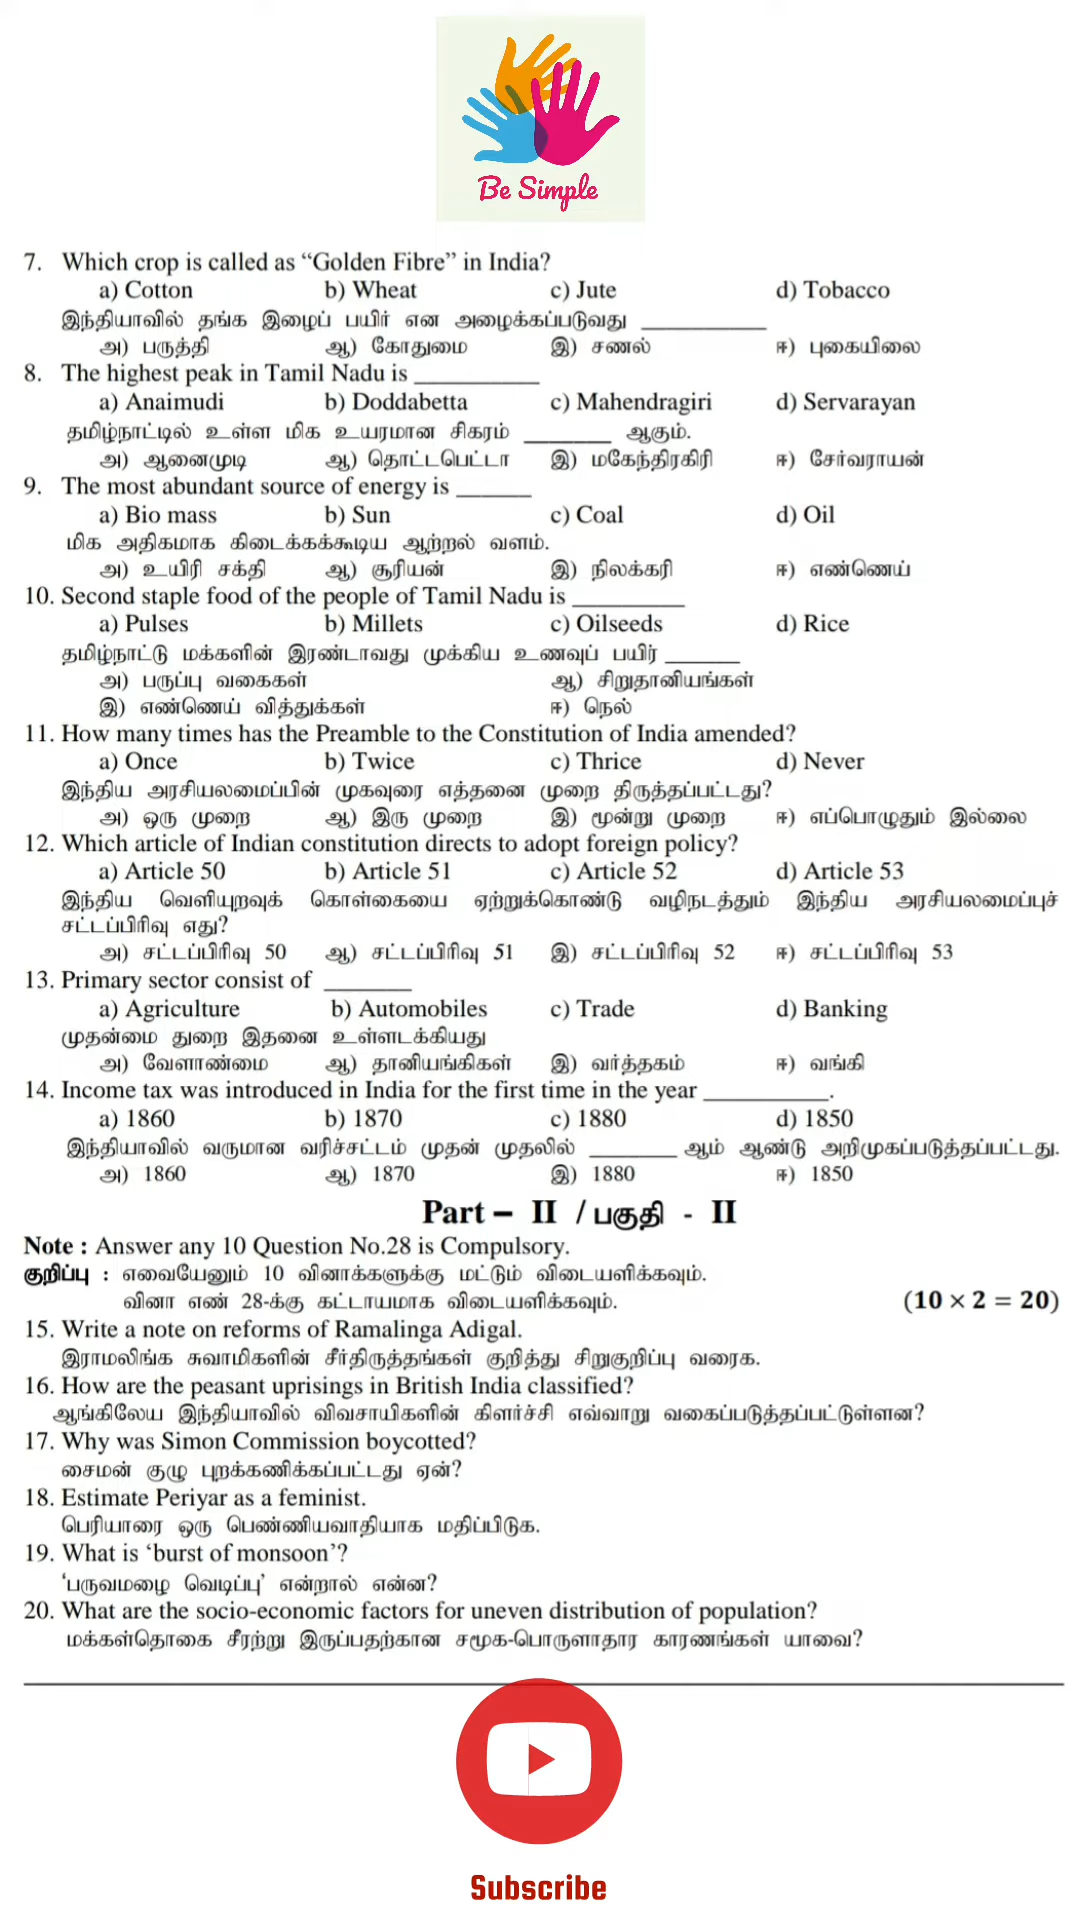 Be Simple
7. Which crop is called as “Golden Fibre” in India?
a) Cotton b) Wheat c) Jute d) Tobacco
இந்தியாவில் தங்க இழைப் பயிர் என அழைக்கப்படுவது __________
அ) பருத்தி ஆ) கோதுமை இ) சணல் ஈ) புகையிலை
8. The highest peak in Tamil Nadu is __________
a) Anaimudi b) Doddabetta c) Mahendragiri d) Servarayan
தமிழ்நாட்டில் உள்ள மிக உயரமான சிகரம் _______ ஆகும்.
அ) ஆனைமுடி ஆ) தொட்டபெட்டா இ) மகேந்திரகிரி ஈ) சேர்வராயன்
9. The most abundant source of energy is ______
a) Bio mass b) Sun c) Coal d) Oil
மிக அதிகமாக கிடைக்கக்கூடிய ஆற்றல் வளம்.
அ) உயிரி சக்தி ஆ) சூரியன் இ) நிலக்கரி ஈ) எண்ணெய்
10. Second staple food of the people of Tamil Nadu is _________
a) Pulses b) Millets c) Oilseeds d) Rice
தமிழ்நாட்டு மக்களின் இரண்டாவது முக்கிய உணவுப் பயிர் ______
அ) பருப்பு வகைகள் ஆ) சிறுதானியங்கள்
இ) எண்ணெய் வித்துக்கள் ஈ) நெல்
11. How many times has the Preamble to the Constitution of India amended?
a) Once b) Twice c) Thrice d) Never
இந்திய அரசியலமைப்பின் முகவுரை எத்தனை முறை திருத்தப்பட்டது?
அ) ஒரு முறை ஆ) இரு முறை இ) மூன்று முறை ஈ) எப்பொழுதும் இல்லை
12. Which article of Indian constitution directs to adopt foreign policy?
a) Article 50 b) Article 51 c) Article 52 d) Article 53
இந்திய வெளியுறவுக் கொள்கையை ஏற்றுக்கொண்டு வழிநடத்தும் இந்திய அரசியலமைப்புச்
சட்டப்பிரிவு எது?
அ) சட்டப்பிரிவு 50 ஆ) சட்டப்பிரிவு 51 இ) சட்டப்பிரிவு 52 ஈ) சட்டப்பிரிவு 53
13. Primary sector consist of _______
a) Agriculture b) Automobiles c) Trade d) Banking
முதன்மை துறை இதனை உள்ளடக்கியது
அ) வேளாண்மை ஆ) தானியங்கிகள் இ) வர்த்தகம் ஈ) வங்கி
14. Income tax was introduced in India for the first time in the year __________.
a) 1860 b) 1870 c) 1880 d) 1850
இந்தியாவில் வருமான வரிச்சட்டம் முதன் முதலில் _______ ஆம் ஆண்டு அறிமுகப்படுத்தப்பட்டது.
அ) 1860 ஆ) 1870 இ) 1880 ஈ) 1850
Part – II / பகுதி - II
Note : Answer any 10 Question No.28 is Compulsory.
குறிப்பு : எவையேனும் 10 வினாக்களுக்கு மட்டும் விடையளிக்கவும்.
வினா எண் 28-க்கு கட்டாயமாக விடையளிக்கவும். (10 × 2 = 20)
15. Write a note on reforms of Ramalinga Adigal.
இராமலிங்க சுவாமிகளின் சீர்திருத்தங்கள் குறித்து சிறுகுறிப்பு வரைக.
16. How are the peasant uprisings in British India classified?
ஆங்கிலேய இந்தியாவில் விவசாயிகளின் கிளர்ச்சி எவ்வாறு வகைப்படுத்தப்பட்டுள்ளன?
17. Why was Simon Commission boycotted?
சைமன் குழு புறக்கணிக்கப்பட்டது ஏன்?
18. Estimate Periyar as a feminist.
பெரியாரை ஒரு பெண்ணியவாதியாக மதிப்பிடுக.
19. What is ‘burst of monsoon’?
‘பருவமழை வெடிப்பு’ என்றால் என்ன?
20. What are the socio-economic factors for uneven distribution of population?
மக்கள்தொகை சீரற்று இருப்பதற்கான சமூக-பொருளாதார காரணங்கள் யாவை?
Subscribe